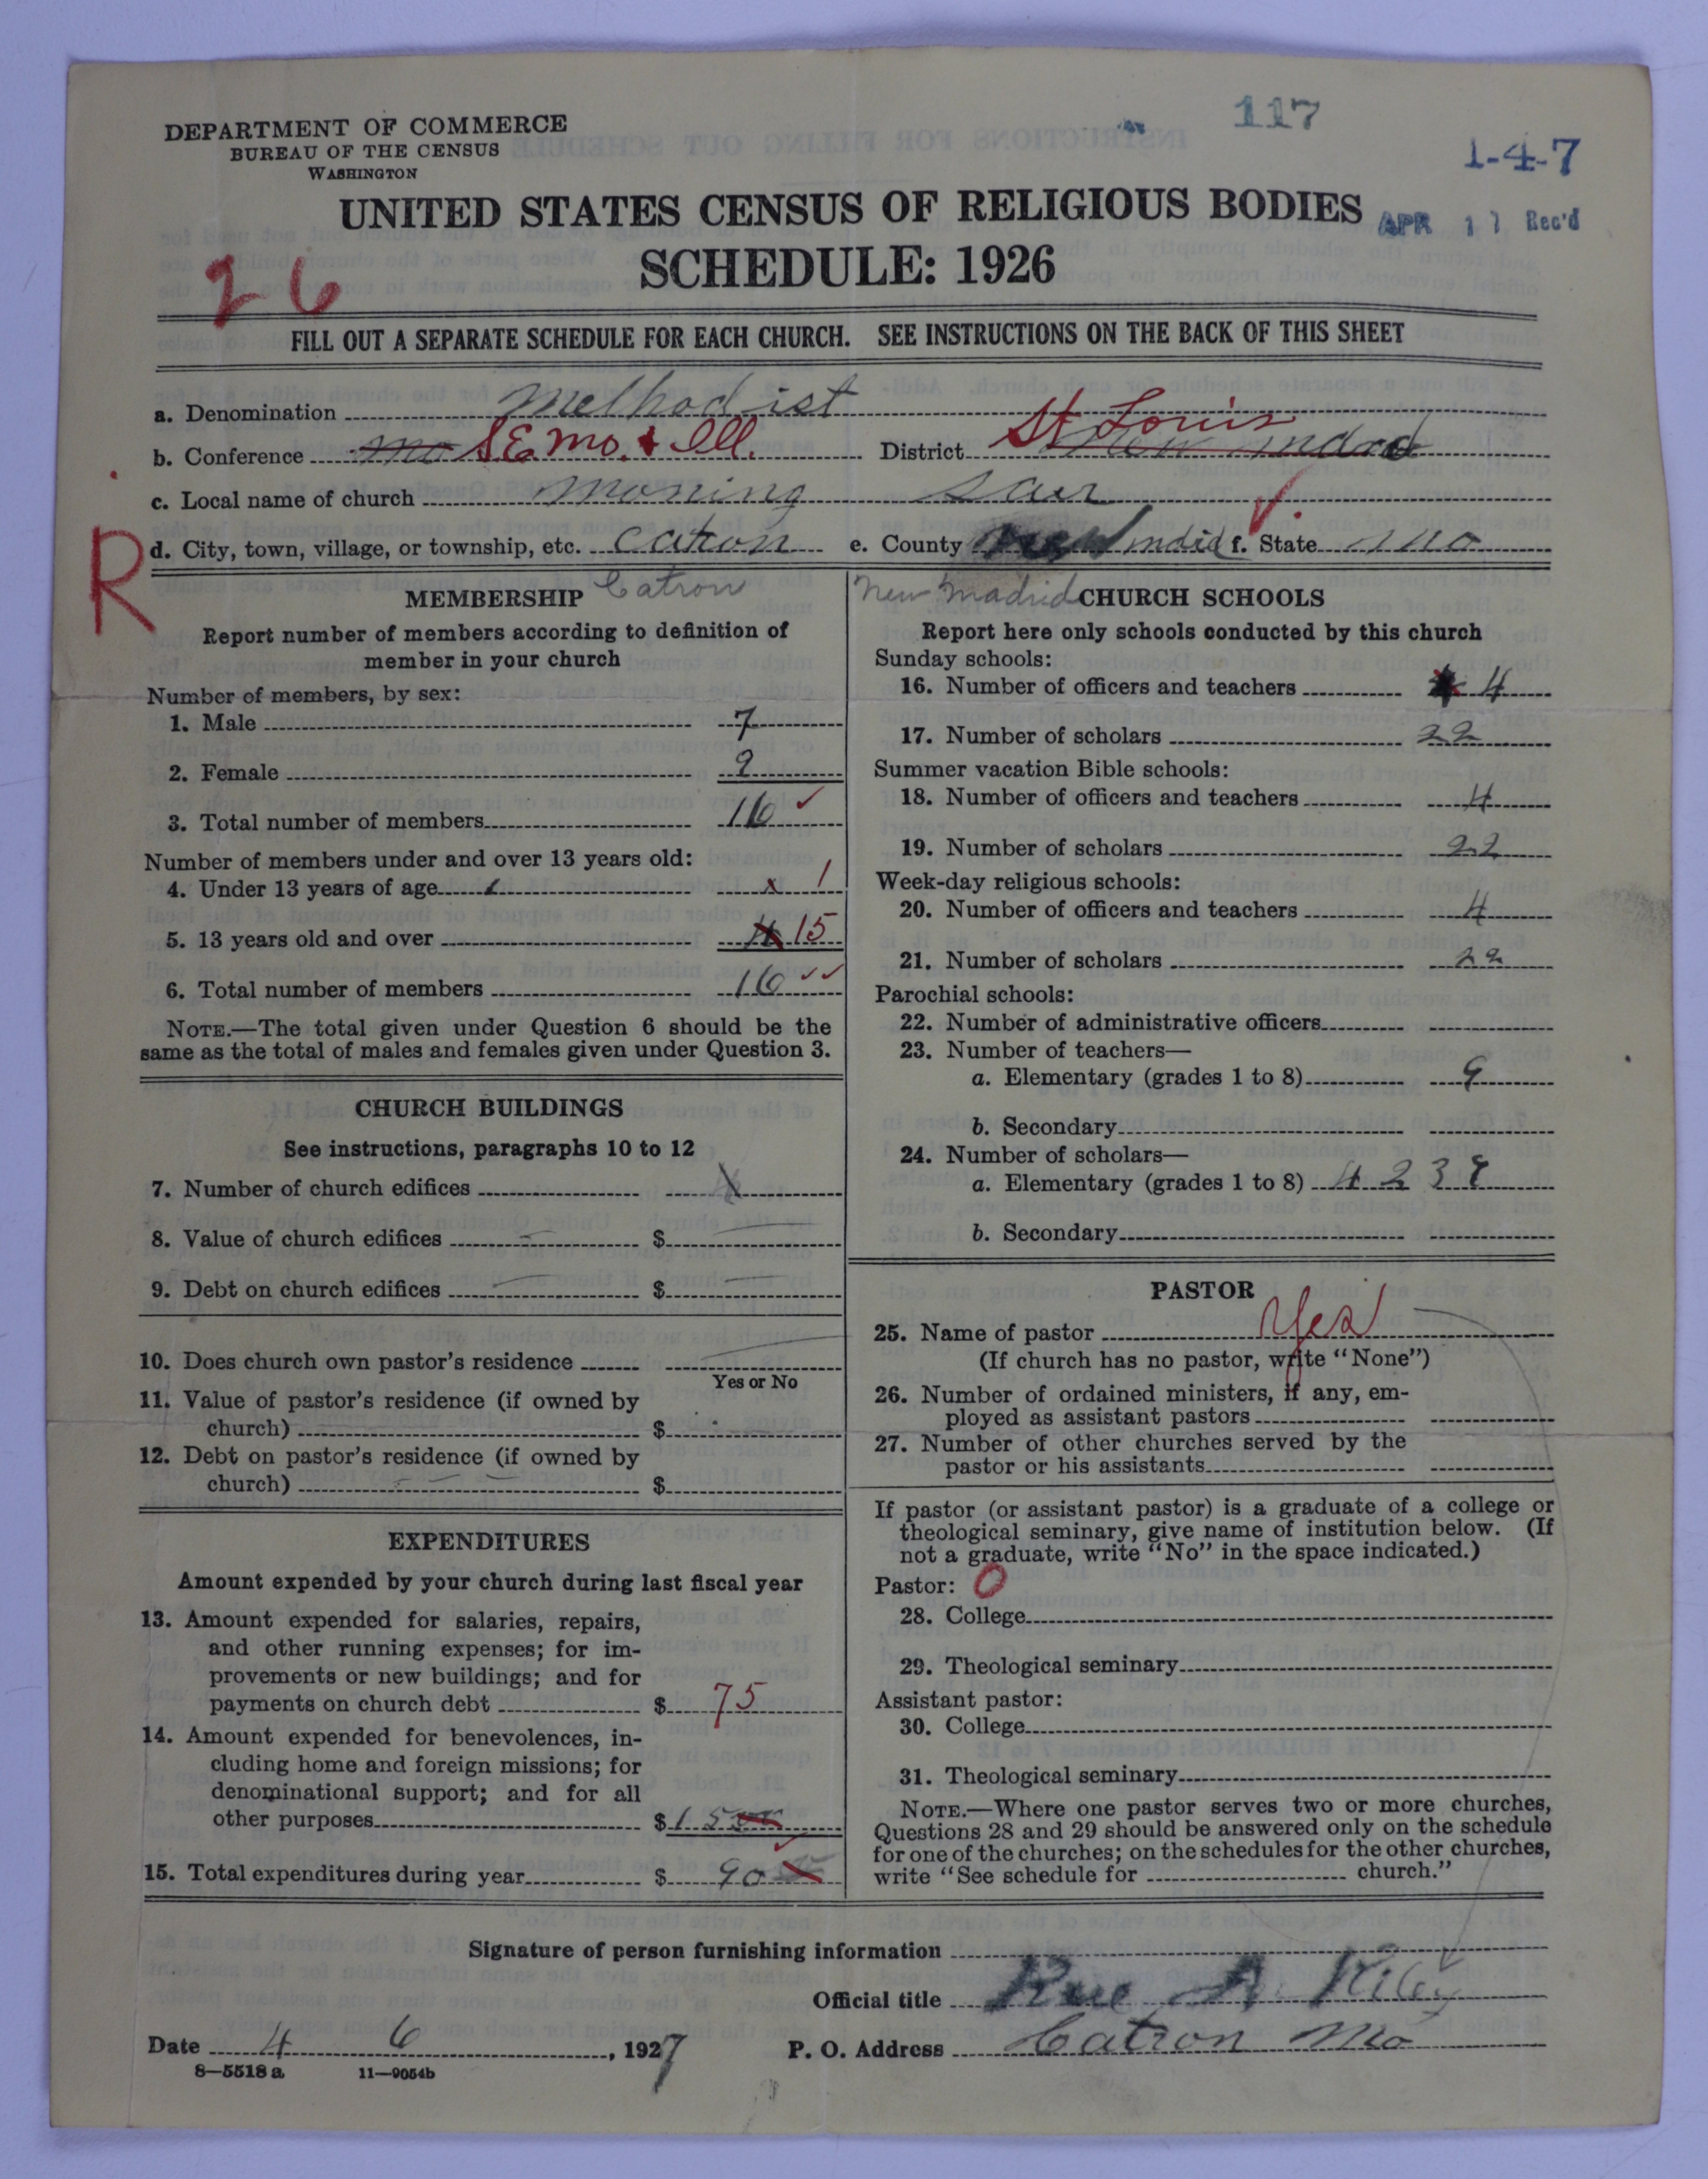 117
1-4-7
DEPARTMENT OF COMMERCE
BUREAU OF THE CENSUS
WASHINGTON
UNITED STATES CENSUS OF RELIGIOUS BODIES
APR 11 Rec'd
SCHEDULE: 1926
26
FILL OUT A SEPARATE SCHEDULE FOR EACH CHURCH. SEE INSTRUCTIONS ON THE BACK OF THIS SHEET
a. Denomination Methodist
b. Conference mo S.E. Mo. & Ill. District St Louis New mdrd
c. Local name of church Moning Star
R
d. City, town, village, or township, etc. Catron e. County New mdid f. State Mo
Catron
New Madrid
MEMBERSHIP
Report number of members according to definition of
member in your church
Number of members, by sex:
1. Male 7
2. Female 9
3. Total number of members 16
Number of members under and over 13 years old:
4. Under 13 years of age x 1
5. 13 years old and over 15
6. Total number of members 16
NOTE.—The total given under Question 6 should be the
same as the total of males and females given under Question 3.
CHURCH BUILDINGS
See instructions, paragraphs 10 to 12
7. Number of church edifices
8. Value of church edifices $
9. Debt on church edifices $
10. Does church own pastor's residence
Yes or No
11. Value of pastor's residence (if owned by
church) $
12. Debt on pastor's residence (if owned by
church) $
EXPENDITURES
Amount expended by your church during last fiscal year
13. Amount expended for salaries, repairs,
and other running expenses; for im-
provements or new buildings; and for
payments on church debt $ 75
14. Amount expended for benevolences, in-
cluding home and foreign missions; for
denominational support; and for all
other purposes $ 15
15. Total expenditures during year $ 90
CHURCH SCHOOLS
Report here only schools conducted by this church
Sunday schools:
16. Number of officers and teachers 4
17. Number of scholars 22
Summer vacation Bible schools:
18. Number of officers and teachers 4
19. Number of scholars 22
Week-day religious schools:
20. Number of officers and teachers 4
21. Number of scholars 22
Parochial schools:
22. Number of administrative officers
23. Number of teachers—
a. Elementary (grades 1 to 8) 9
b. Secondary
24. Number of scholars—
a. Elementary (grades 1 to 8) 4 2 3 8
b. Secondary
PASTOR
25. Name of pastor Yes
(If church has no pastor, write "None")
26. Number of ordained ministers, if any, em-
ployed as assistant pastors
27. Number of other churches served by the
pastor or his assistants
If pastor (or assistant pastor) is a graduate of a college or
theological seminary, give name of institution below. (If
not a graduate, write "No" in the space indicated.)
Pastor: 0
28. College
29. Theological seminary
Assistant pastor:
30. College
31. Theological seminary
NOTE.—Where one pastor serves two or more churches,
Questions 28 and 29 should be answered only on the schedule
for one of the churches; on the schedules for the other churches,
write "See schedule for church."
Signature of person furnishing information
Official title Rue A. Riley
Date 4 6, 1927 P. O. Address Catron Mo
8—5518 a 11—9054b